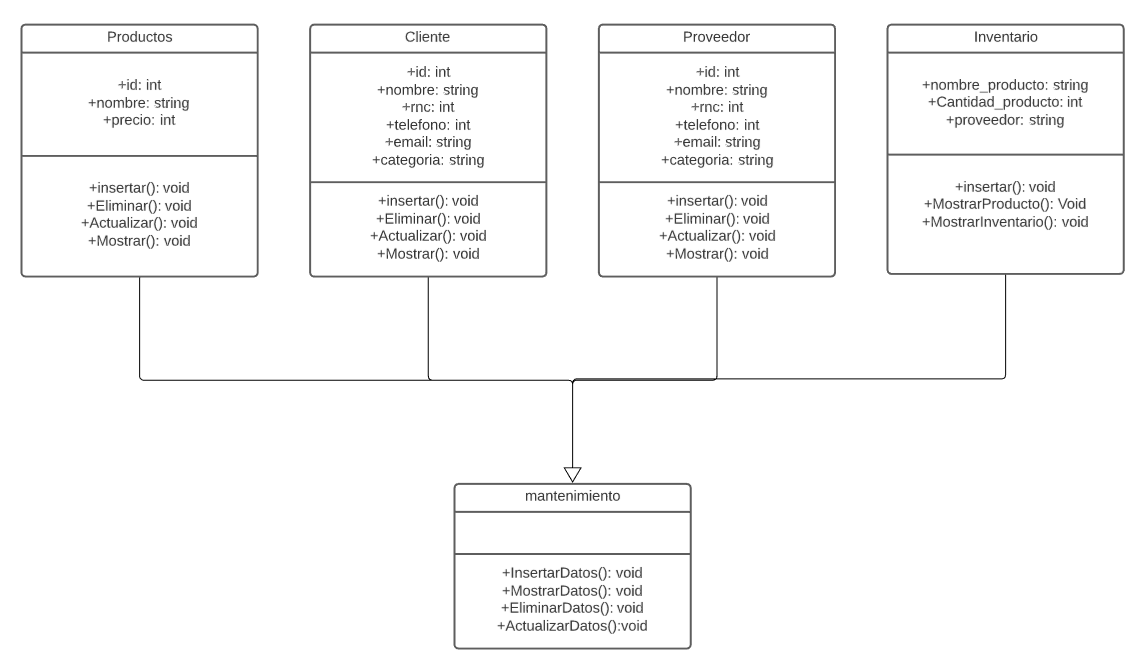 Productos
+id: int
+nombre: string
+precio: int
+insertar(): void
+Eliminar(): void
+Actualizar(): void
+Mostrar(): void
Cliente
+id: int
+nombre: string
+rnc: int
+telefono: int
+email: string
+categoria: string
+insertar(): void
+Eliminar(): void
+Actualizar(): void
+Mostrar(): void
Proveedor
+id: int
+nombre: string
+rnc: int
+telefono: int
+email: string
+categoria: string
+insertar(): void
+Eliminar(): void
+Actualizar(): void
+Mostrar(): void
Inventario
+nombre_producto: string
+Cantidad_producto: int
+proveedor: string
+insertar(): void
+MostrarProducto(): Void
+MostrarInventario(): void
mantenimiento
+InsertarDatos(): void
+MostrarDatos(): void
+EliminarDatos(): void
+ActualizarDatos():void